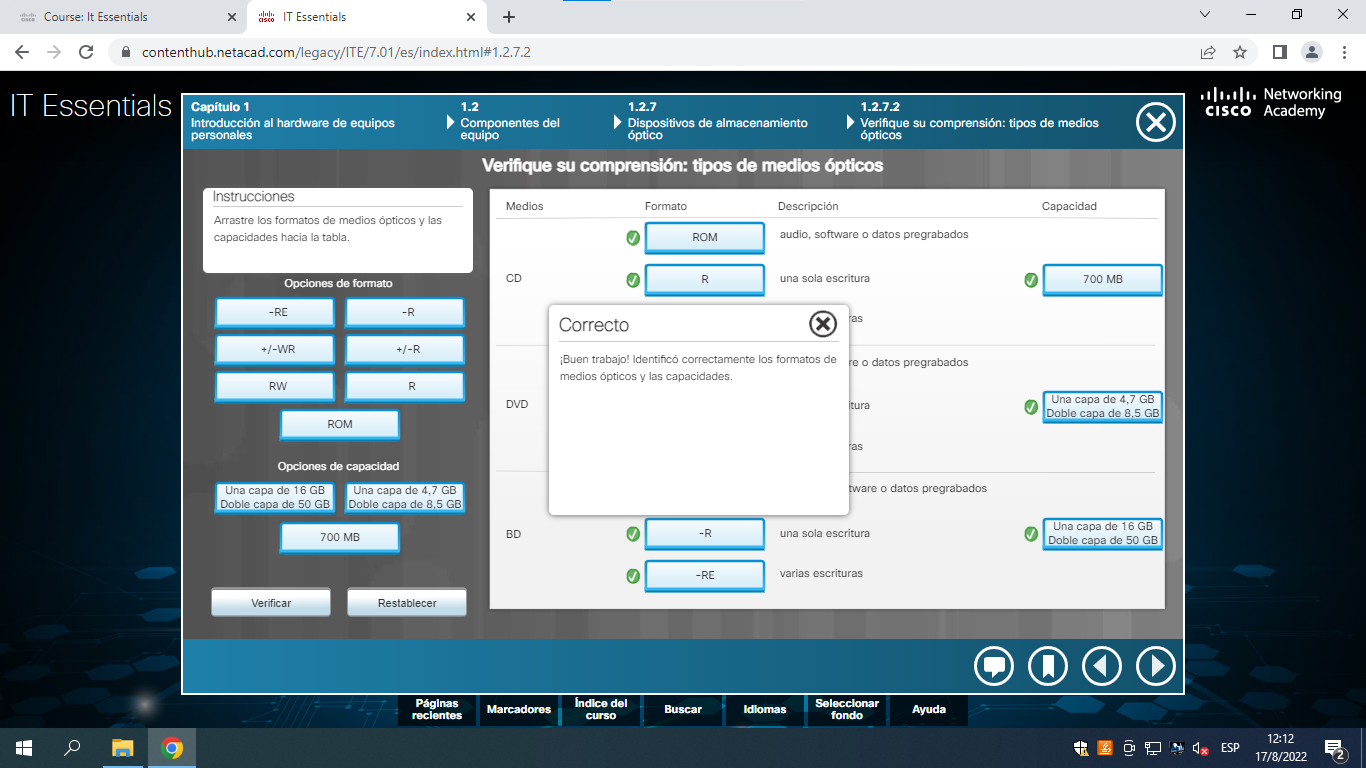 Course: It Essentials
IT Essentials
contenthub.netacad.com/legacy/ITE/7.01/es/index.html#1.2.7.2
IT Essentials
Capítulo 1
Introducción al hardware de equipos
personales
1.2
Componentes del
equipo
1.2.7
Dispositivos de almacenamiento
óptico
1.2.7.2
Verifique su comprensión: tipos de medios
ópticos
CISCO
Networking
Academy
Verifique su comprensión: tipos de medios ópticos
Instrucciones
Arrastre los formatos de medios ópticos y las
capacidades hacia la tabla.
Opciones de formato
-RE
-R
+/-WR
+/-R
RW
R
ROM
Opciones de capacidad
Una capa de 16 GB
Doble capa de 50 GB
Una capa de 4,7 GB
Doble capa de 8,5 GB
700 MB
Verificar
Restablecer
Medios
Formato
Descripción
Capacidad
ROM
audio, software o datos pregrabados
CD
R
una sola escritura
700 MB
ras
re o datos pregrabados
DVD
tura
Una capa de 4,7 GB
Doble capa de 8,5 GB
ras
tware o datos pregrabados
BD
-R
una sola escritura
Una capa de 16 GB
Doble capa de 50 GB
-RE
varias escrituras
Correcto
¡Buen trabajo! Identificó correctamente los formatos de
medios ópticos y las capacidades.
Páginas
recientes
Marcadores
Índice del
curso
Buscar
Idiomas
Seleccionar
fondo
Ayuda
ESP
12:12
17/8/2022
2